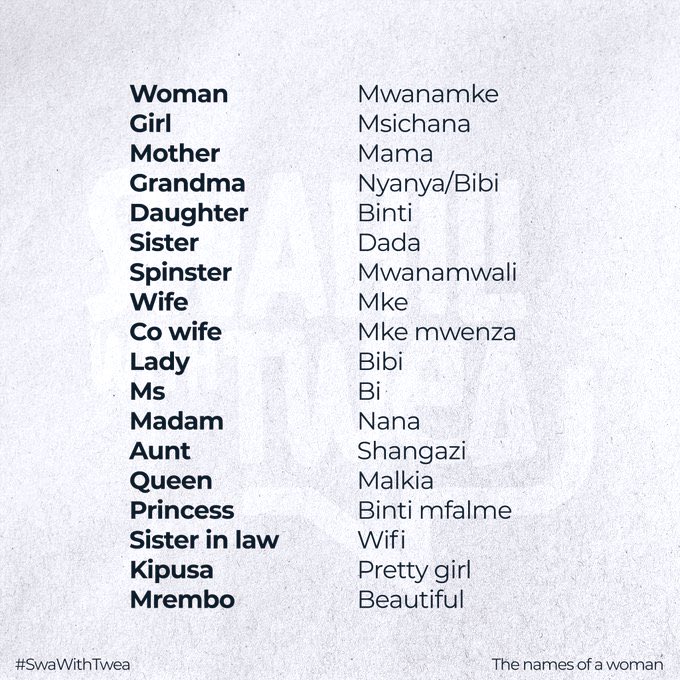 Woman Mwanamke
Girl Msichana
Mother Mama
Grandma Nyanya/Bibi
Daughter Binti
Sister Dada
Spinster Mwanamwali
Wife Mke
Co wife Mke mwenza
Lady Bibi
Ms Bi
Madam Nana
Aunt Shangazi
Queen Malkia
Princess Binti mfalme
Sister in law Wifi
Kipusa Pretty girl
Mrembo Beautiful
#SwaWithTwea The names of a woman